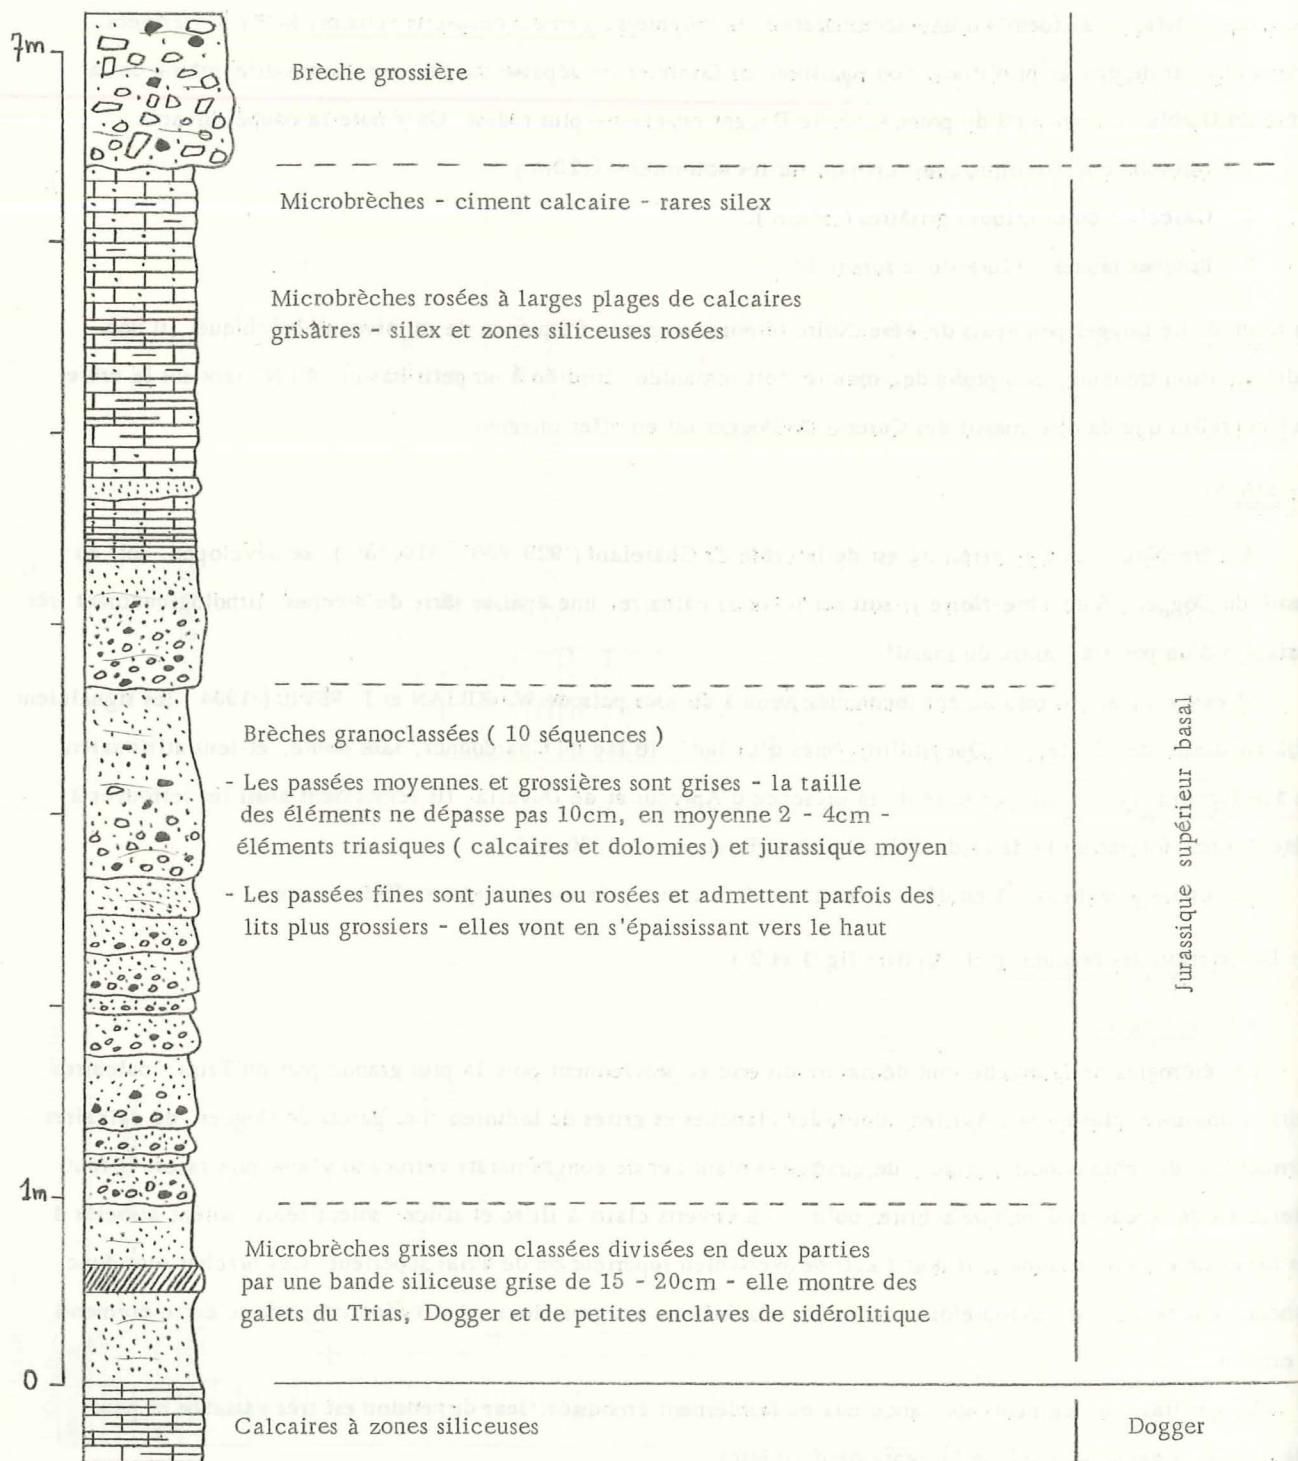 7m
Brèche grossière
Microbrèches - ciment calcaire - rares silex
Microbrèches rosées à larges plages de calcaires
grisâtres - silex et zones siliceuses rosées
Brèches granoclassées ( 10 séquences )
- Les passées moyennes et grossières sont grises - la taille
des éléments ne dépasse pas 10cm, en moyenne 2 - 4cm -
éléments triasiques ( calcaires et dolomies ) et jurassique moyen
- Les passées fines sont jaunes ou rosées et admettent parfois des
lits plus grossiers - elles vont en s'épaississant vers le haut
Jurassique supérieur basal
1m
Microbrèches grises non classées divisées en deux parties
par une bande siliceuse grise de 15 - 20cm - elle montre des
galets du Trias, Dogger et de petites enclaves de sidérolitique
0
Calcaires à zones siliceuses
Dogger